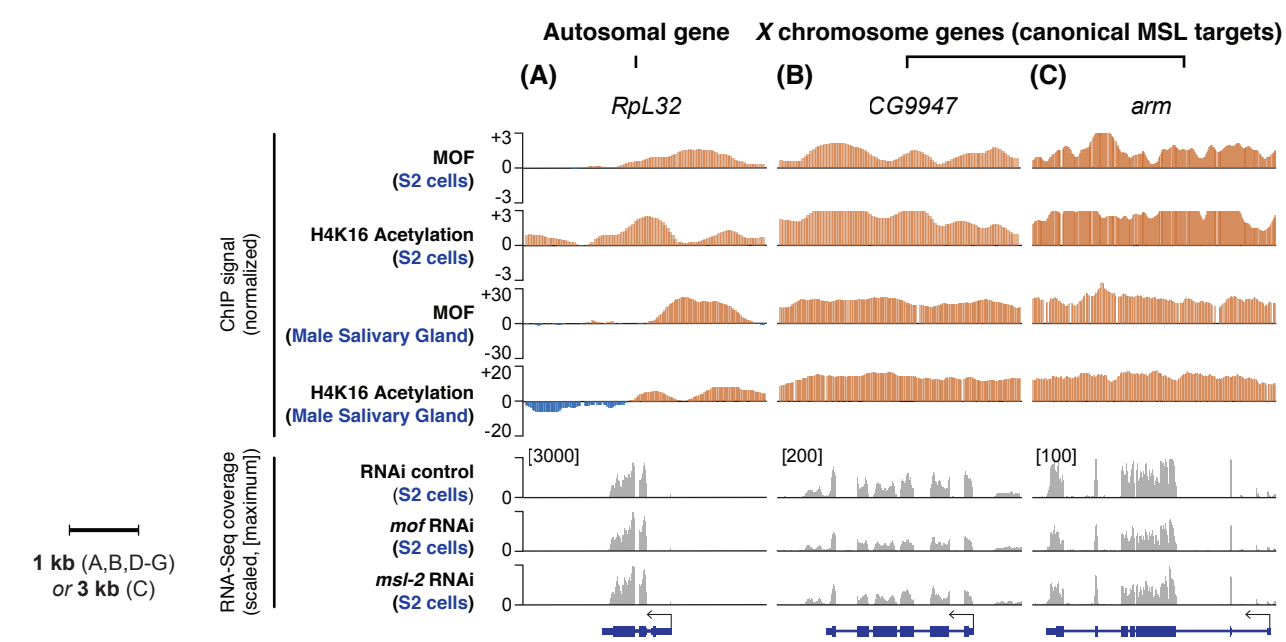 Autosomal gene X chromosome genes (canonical MSL targets)
(A) (B) (C)
RpL32 CG9947 arm
ChIP signal
(normalized)
MOF
(S2 cells)
+3
0
-3
H4K16 Acetylation
(S2 cells)
+3
0
-3
MOF
(Male Salivary Gland)
+30
0
-30
H4K16 Acetylation
(Male Salivary Gland)
+20
0
-20
RNA-Seq coverage
(scaled, [maximum])
[3000] [200] [100]
RNAi control
(S2 cells)
0
mof RNAi
(S2 cells)
0
msl-2 RNAi
(S2 cells)
0
1 kb (A,B,D-G)
or 3 kb (C)